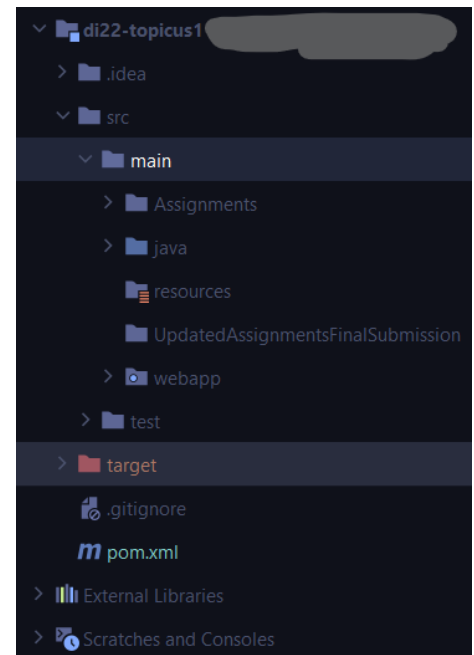 di22-topicus1
.idea
src
main
Assignments
java
resources
UpdatedAssignmentsFinalSubmission
webapp
test
target
.gitignore
m pom.xml
External Libraries
Scratches and Consoles